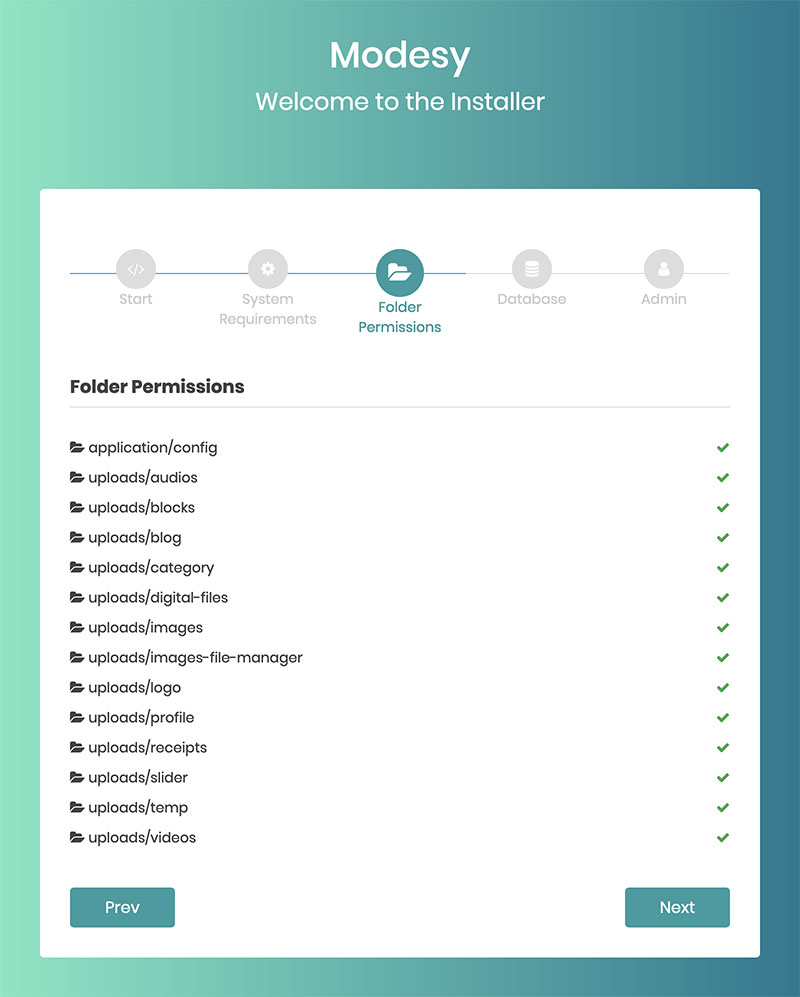 Modesy
Welcome to the Installer
Start
System
Requirements
Folder
Permissions
Database
Admin
Folder Permissions
application/config
uploads/audios
uploads/blocks
uploads/blog
uploads/category
uploads/digital-files
uploads/images
uploads/images-file-manager
uploads/logo
uploads/profile
uploads/receipts
uploads/slider
uploads/temp
uploads/videos
Prev
Next